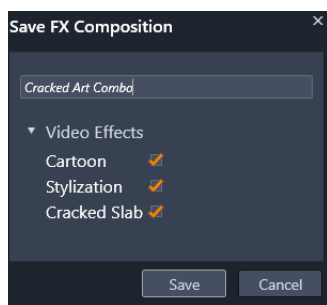 Save FX Composition
Cracked Art Combo
Video Effects
Cartoon
Stylization
Cracked Slab
Save Cancel